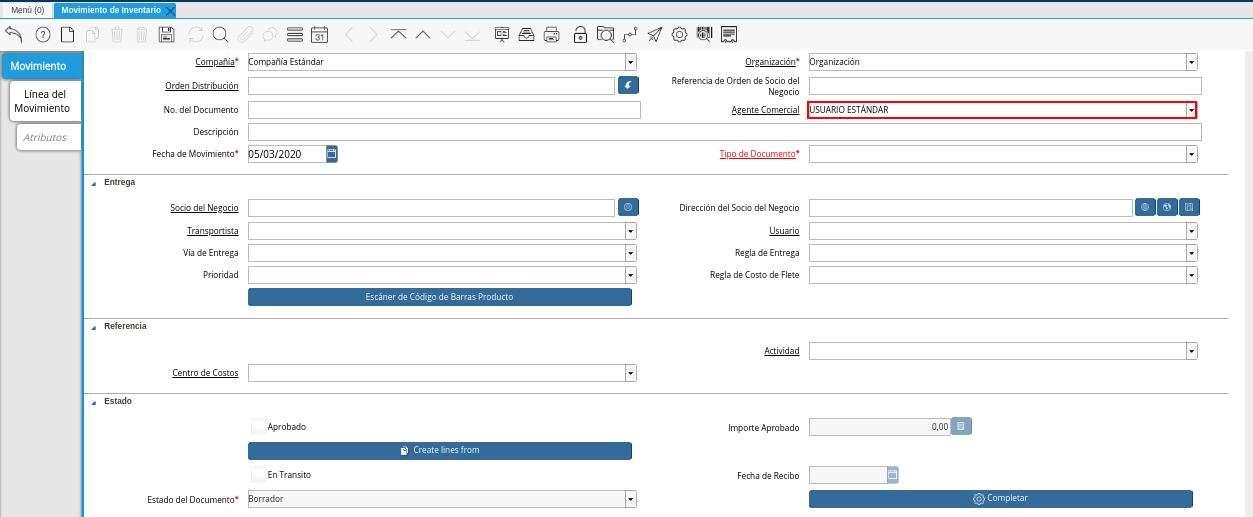 Menú (0)
Movimiento de Inventario
31
Movimiento
Línea del
Movimiento
Atributos
Compañía*
Compañía Estándar
Organización*
Organización
Orden Distribución
Referencia de Orden de Socio del
Negocio
No. del Documento
Agente Comercial
USUARIO ESTÁNDAR
Descripción
Fecha de Movimiento*
05/03/2020
Tipo de Documento*
Entrega
Socio del Negocio
Dirección del Socio del Negocio
Transportista
Usuario
Vía de Entrega
Regla de Entrega
Prioridad
Regla de Costo de Flete
Escáner de Código de Barras Producto
Referencia
Actividad
Centro de Costos
Estado
Aprobado
Importe Aprobado
0,00
Create lines from
En Transito
Fecha de Recibo
Estado del Documento*
Borrador
Completar